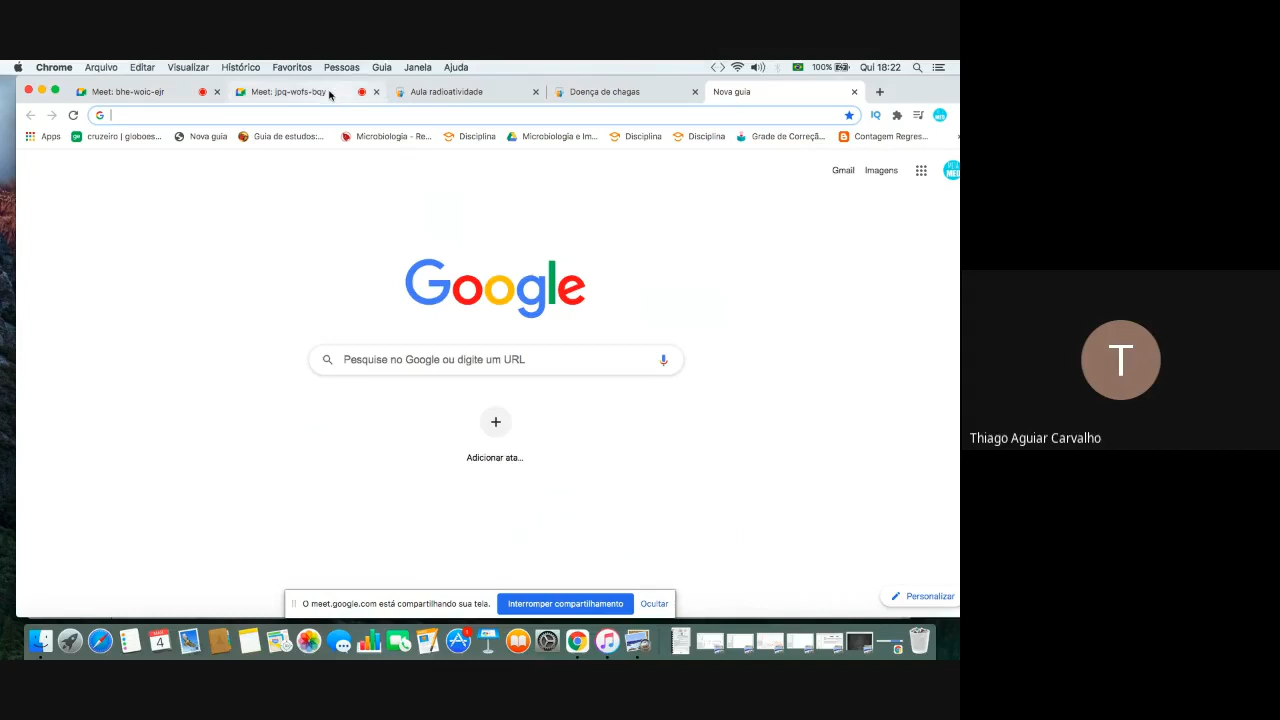 Chrome Arquivo Editar Visualizar Histórico Favoritos Pessoas Guia Janela Ajuda 100% Qui 18:22
Meet: bhe-woic-ejr Meet: jpq-wofs-bqy Aula radioatividade Doença de chagas Nova guia
Apps cruzeiro | globoes... Nova guia Guia de estudos:... Microbiologia - Re... Disciplina Microbiologia e Im... Disciplina Disciplina Grade de Correçã... Contagem Regres...
Gmail Imagens
Google
Pesquise no Google ou digite um URL
Adicionar ata...
Personalizar
O meet.google.com está compartilhando sua tela. Interromper compartilhamento Ocultar
T
Thiago Aguiar Carvalho